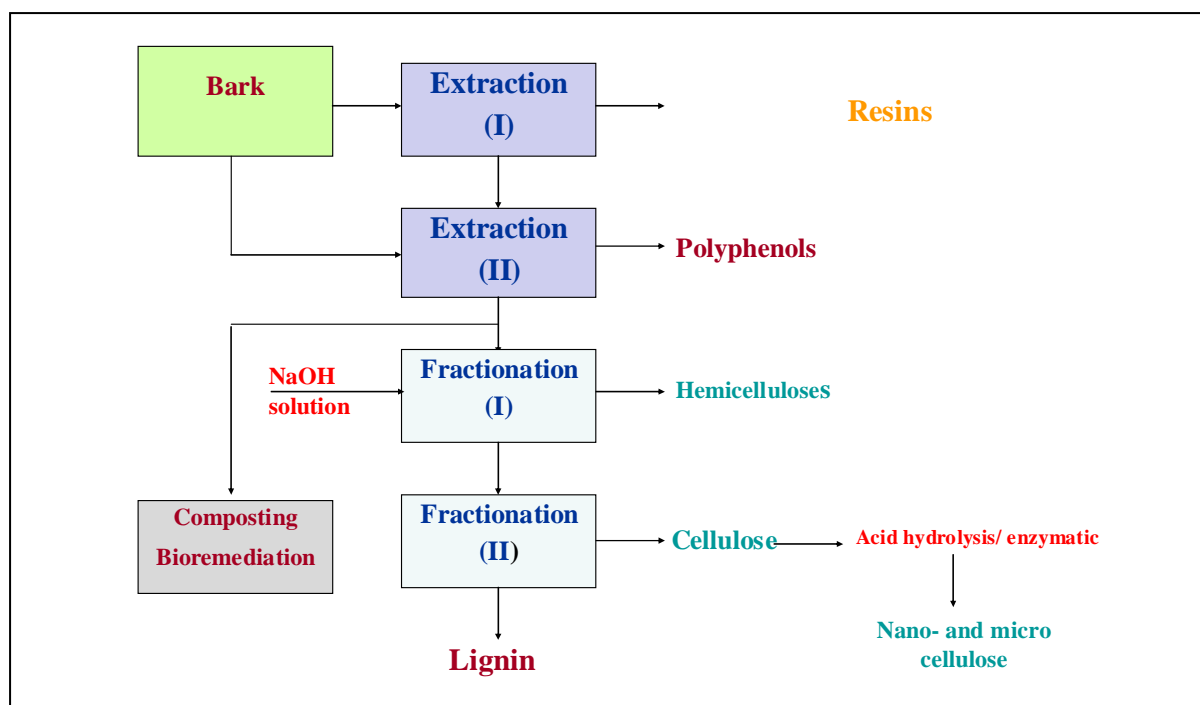 Bark
Extraction
(I)
Resins
Extraction
(II)
Polyphenols
NaOH
solution
Fractionation
(I)
Hemicelluloses
Composting
Bioremediation
Fractionation
(II)
Cellulose
Acid hydrolysis/ enzymatic
Nano- and micro
cellulose
Lignin